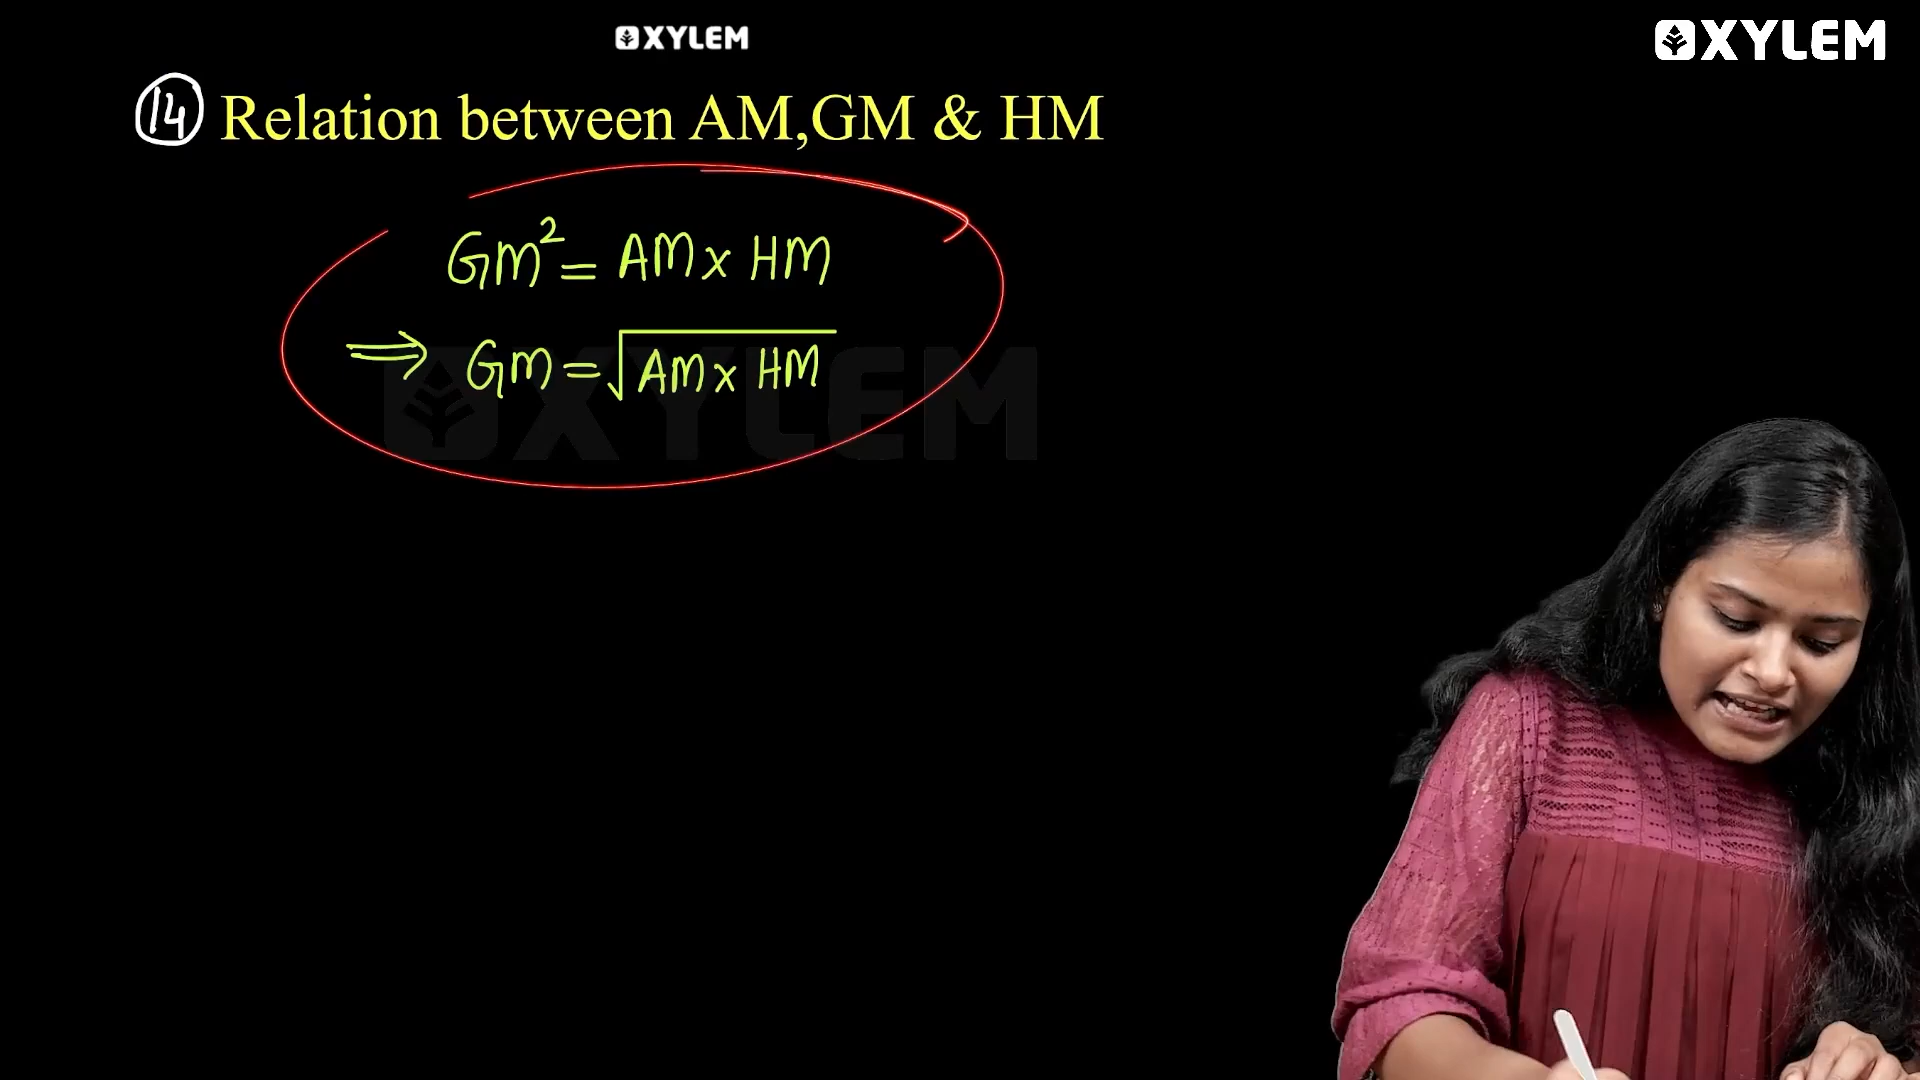 XYLEM
XYLEM
14 Relation between AM,GM & HM
GM² = AM x HM
⇒ GM = √AM x HM
XYLEM